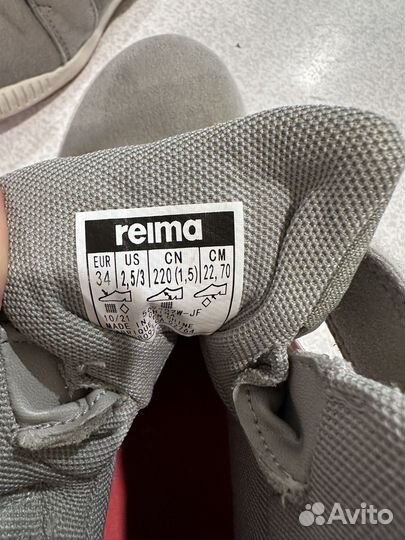 reima
EUR US CN CM
34 2,5/3 220(1,5) 22,70
10/21
MADE IN
Avito